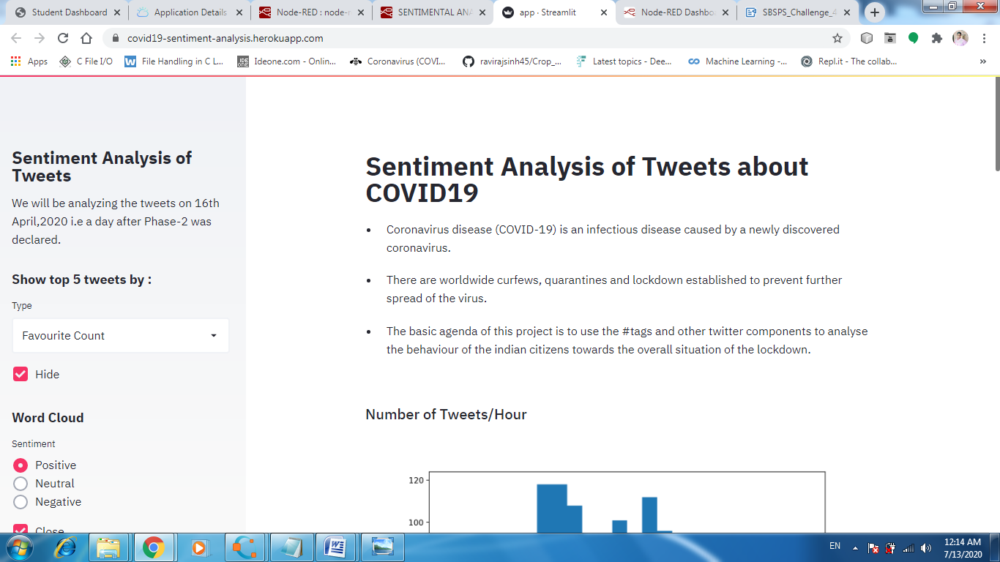 Student Dashboard
Application Details
Node-RED : node-r
SENTIMENTAL ANA
app · Streamlit
Node-RED Dashbo
SBSPS_Challenge_4
covid19-sentiment-analysis.herokuapp.com
Apps
C File I/O
File Handling in C L...
Ideone.com - Onlin...
Coronavirus (COVI...
ravirajsinh45/Crop_...
Latest topics - Dee...
Machine Learning -...
Repl.it - The collab...
»
Sentiment Analysis of
Tweets
We will be analyzing the tweets on 16th
April,2020 i.e a day after Phase-2 was
declared.
Show top 5 tweets by :
Type
Favourite Count
Hide
Word Cloud
Sentiment
Positive
Neutral
Negative
Close
Sentiment Analysis of Tweets about
COVID19
• Coronavirus disease (COVID-19) is an infectious disease caused by a newly discovered
coronavirus.
• There are worldwide curfews, quarantines and lockdown established to prevent further
spread of the virus.
• The basic agenda of this project is to use the #tags and other twitter components to analyse
the behaviour of the indian citizens towards the overall situation of the lockdown.
Number of Tweets/Hour
120
100
EN
12:14 AM
7/13/2020